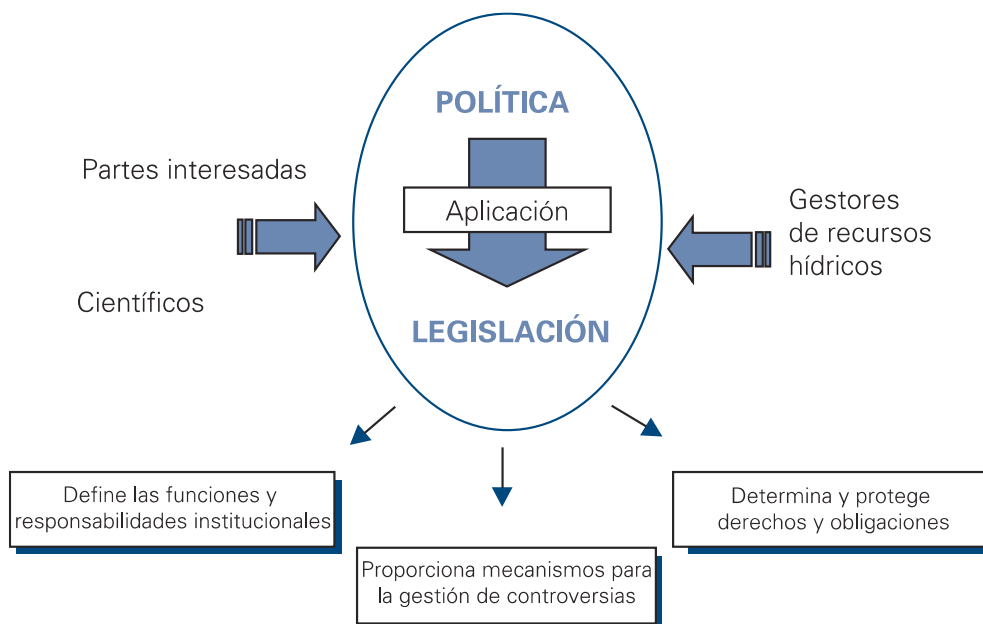 POLÍTICA
Partes interesadas
Aplicación
Gestores
de recursos
hídricos
Científicos
LEGISLACIÓN
Define las funciones y
responsabilidades institucionales
Proporciona mecanismos para
la gestión de controversias
Determina y protege
derechos y obligaciones